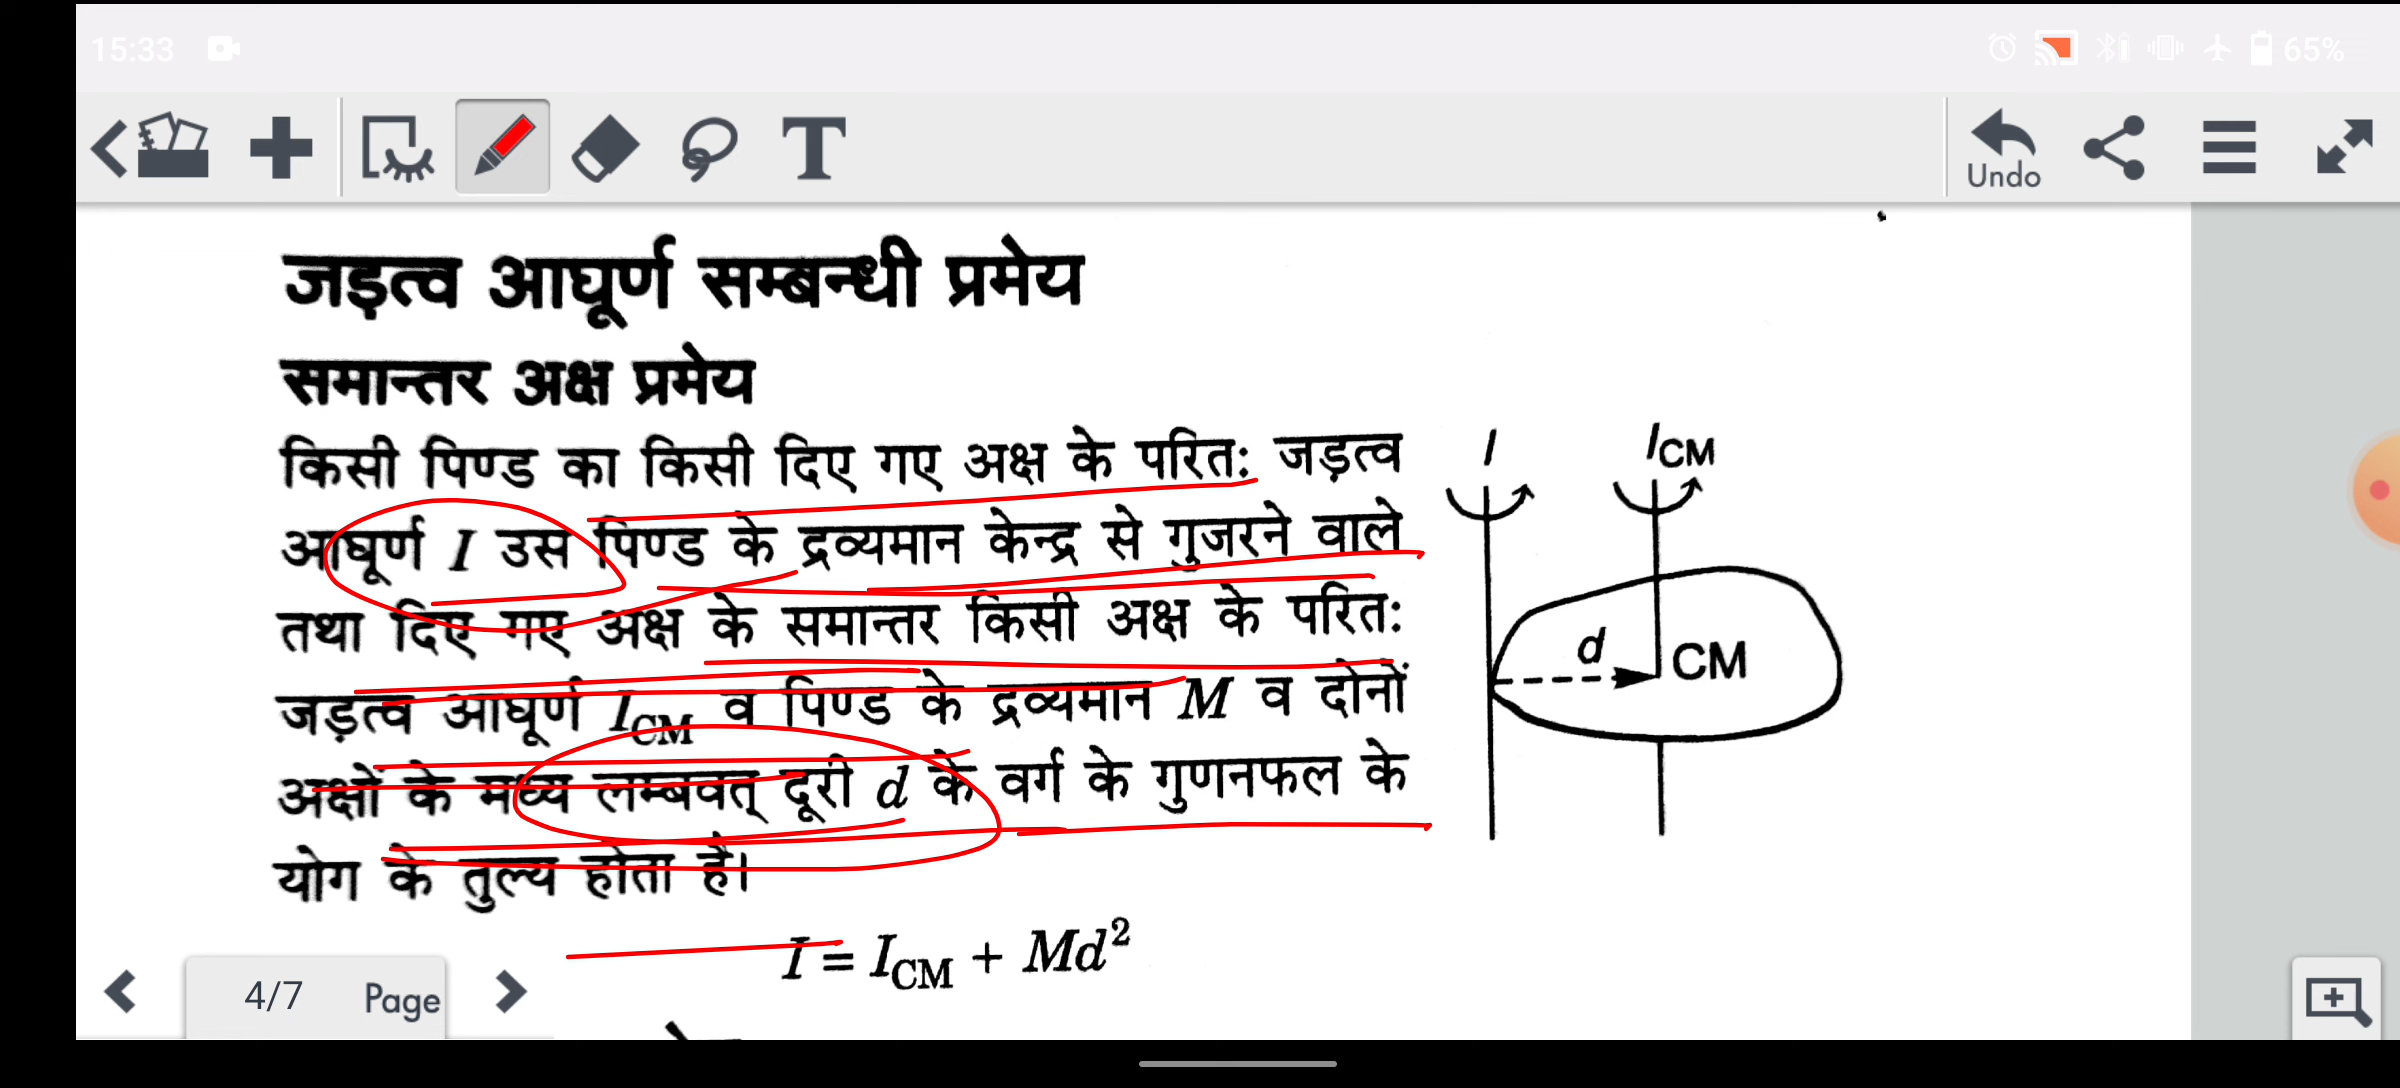 15:33
65%
T
Undo
जड़त्व आघूर्ण सम्बन्धी प्रमेय
समान्तर अक्ष प्रमेय
किसी पिण्ड का किसी दिए गए अक्ष के परितः जड़त्व
आघूर्ण I उस पिण्ड के द्रव्यमान केन्द्र से गुजरने वाले
तथा दिए गए अक्ष के समान्तर किसी अक्ष के परितः
जड़त्व आघूर्ण I_CM व पिण्ड के द्रव्यमान M व दोनों
अक्षों के मध्य लम्बवत् दूरी d के वर्ग के गुणनफल के
योग के तुल्य होता है।
I = I_CM + Md²
I
I_CM
d
CM
4/7 Page